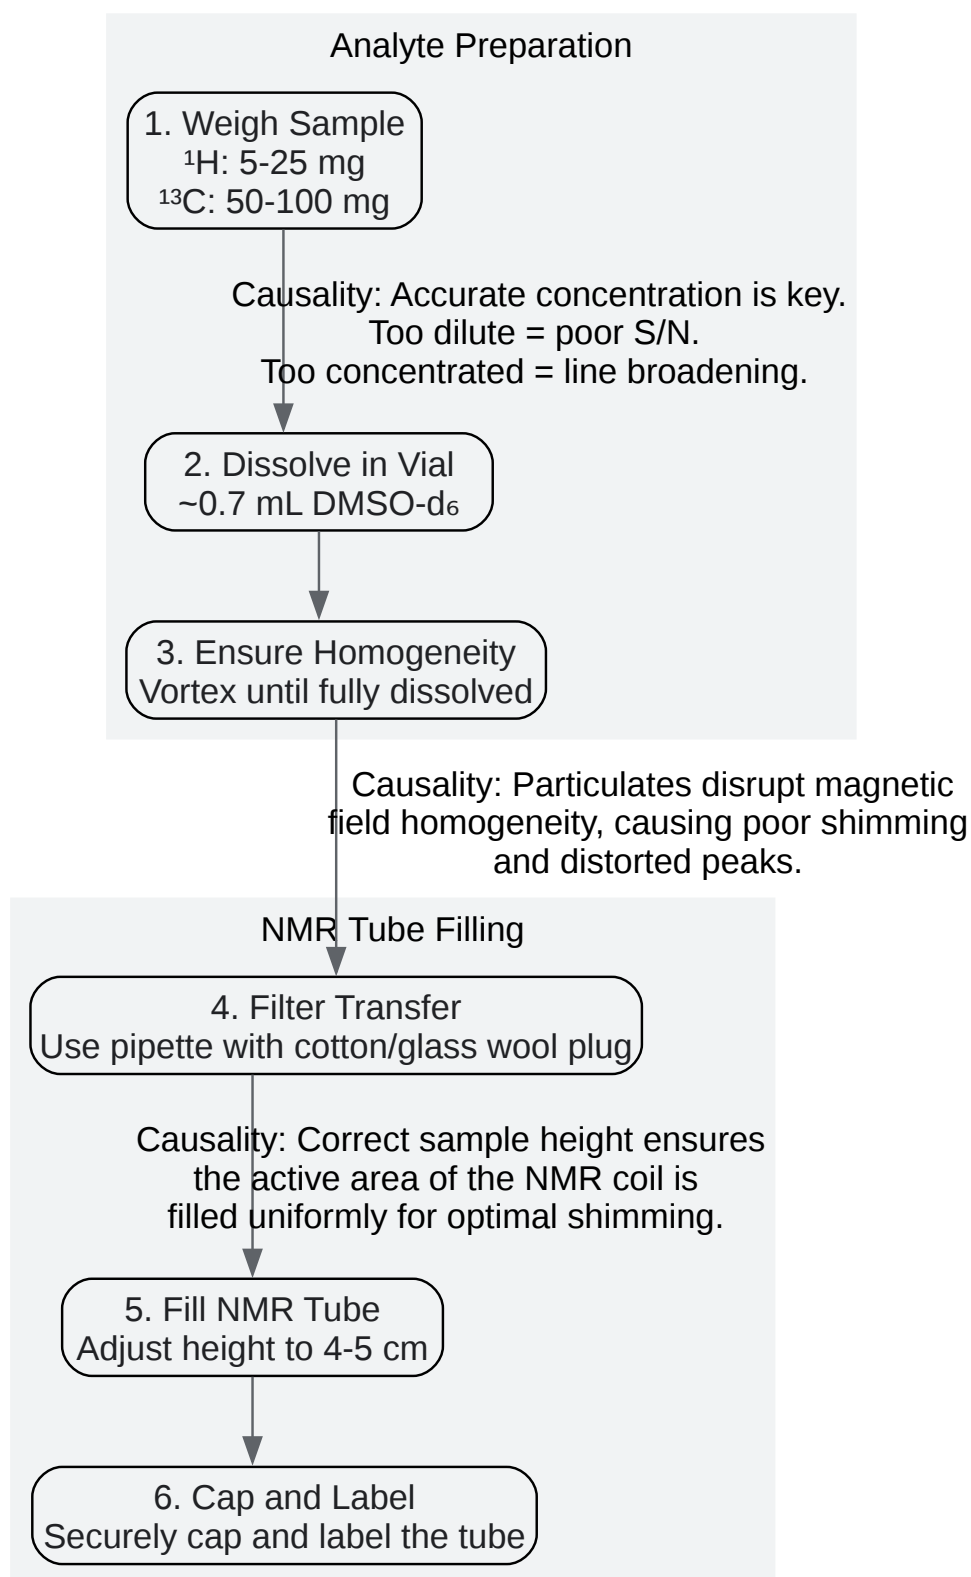 Analyte Preparation
1. Weigh Sample
¹H: 5-25 mg
¹³C: 50-100 mg
Causality: Accurate concentration is key.
Too dilute = poor S/N.
Too concentrated = line broadening.
2. Dissolve in Vial
~0.7 mL DMSO-d₆
3. Ensure Homogeneity
Vortex until fully dissolved
Causality: Particulates disrupt magnetic
field homogeneity, causing poor shimming
and distorted peaks.
NMR Tube Filling
4. Filter Transfer
Use pipette with cotton/glass wool plug
Causality: Correct sample height ensures
the active area of the NMR coil is
filled uniformly for optimal shimming.
5. Fill NMR Tube
Adjust height to 4-5 cm
6. Cap and Label
Securely cap and label the tube